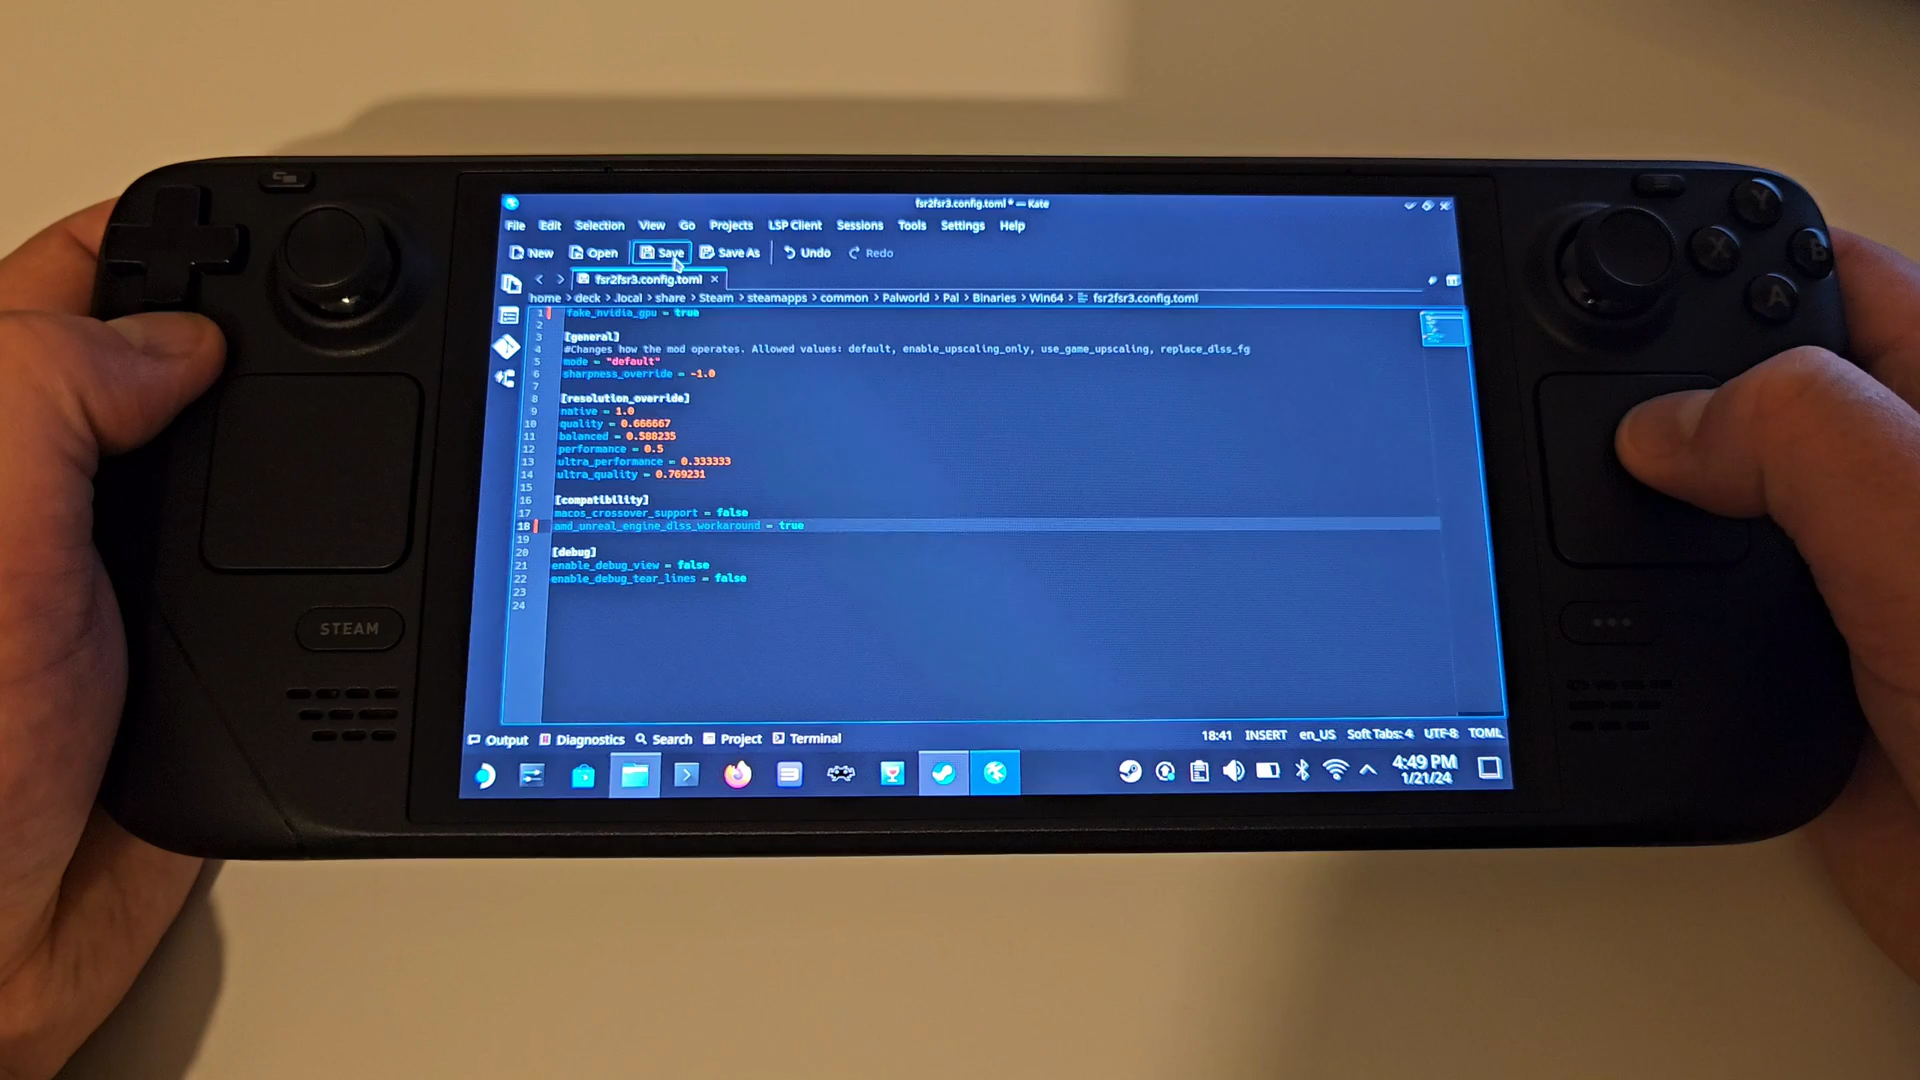 fsr2fsr3.config.toml * — Kate
File Edit Selection View Go Projects LSP Client Sessions Tools Settings Help
New Open Save Save As Undo Redo
fsr2fsr3.config.toml
home > deck > .local > share > Steam > steamapps > common > Palworld > Pal > Binaries > Win64 > fsr2fsr3.config.toml
1 fake_nvidia_gpu = true
2
3 [general]
4 #Changes how the mod operates. Allowed values: default, enable_upscaling_only, use_game_upscaling, replace_dlss_fg
5 mode = "default"
6 sharpness_override = -1.0
7
8 [resolution_override]
9 native = 1.0
10 quality = 0.666667
11 balanced = 0.588235
12 performance = 0.5
13 ultra_performance = 0.333333
14 ultra_quality = 0.769231
15
16 [compatibility]
17 macos_crossover_support = false
18 amd_unreal_engine_dlss_workaround = true
19
20 [debug]
21 enable_debug_view = false
22 enable_debug_tear_lines = false
23
24
Output Diagnostics Search Project Terminal
18:41 INSERT en_US Soft Tabs: 4 UTF-8 TOML
4:49 PM
1/21/24
STEAM
Y
X
B
A